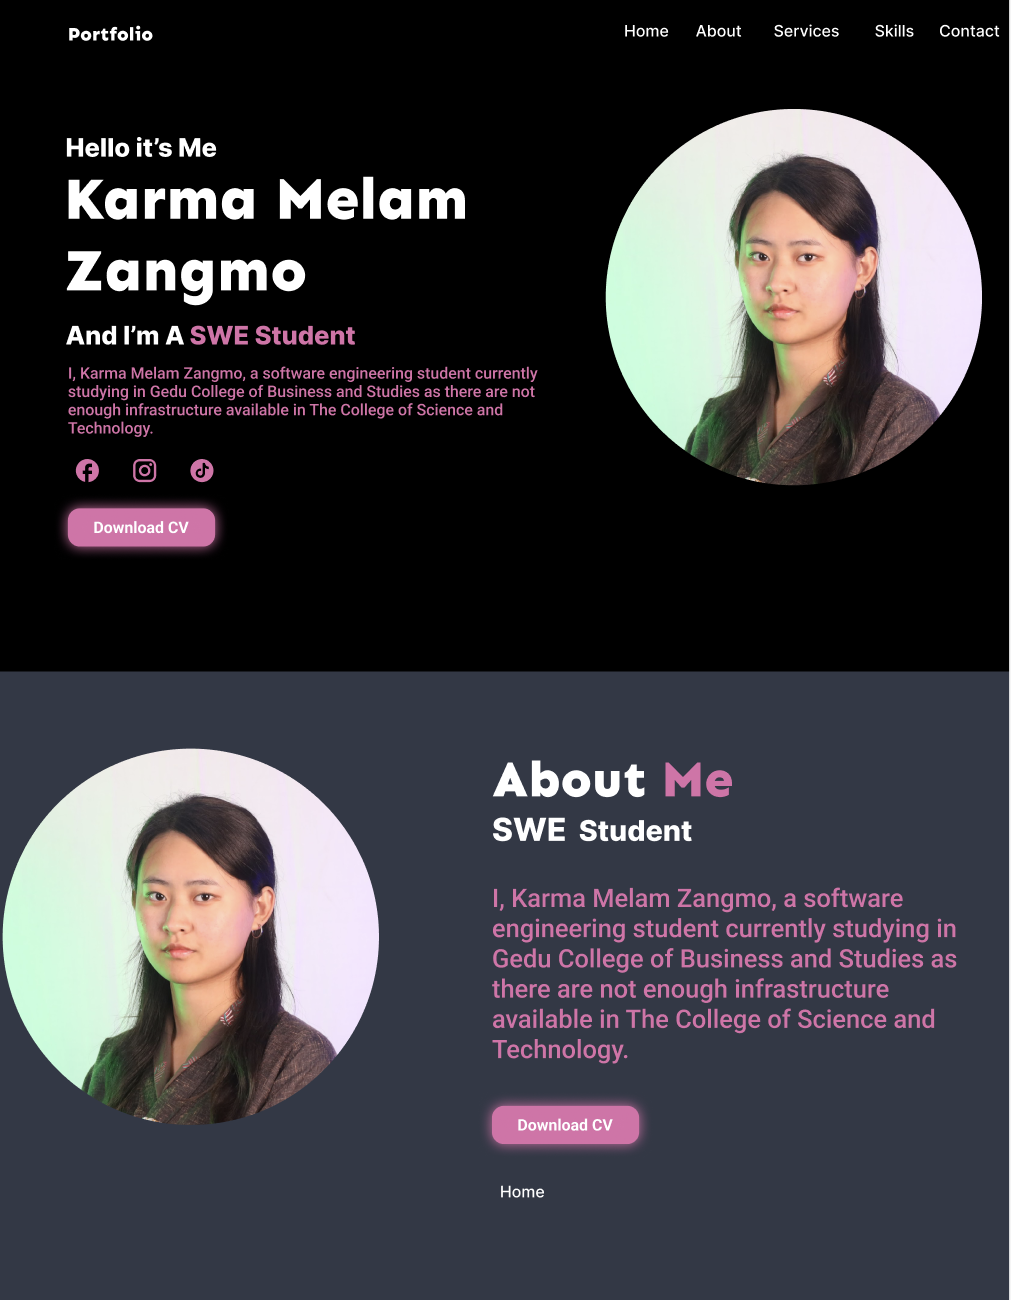 Portfolio
Home About Services Skills Contact
Hello it’s Me
Karma Melam
Zangmo
And I’m A SWE Student
I, Karma Melam Zangmo, a software engineering student currently
studying in Gedu College of Business and Studies as there are not
enough infrastructure available in The College of Science and
Technology.
Download CV
About Me
SWE Student
I, Karma Melam Zangmo, a software
engineering student currently studying in
Gedu College of Business and Studies as
there are not enough infrastructure
available in The College of Science and
Technology.
Download CV
Home